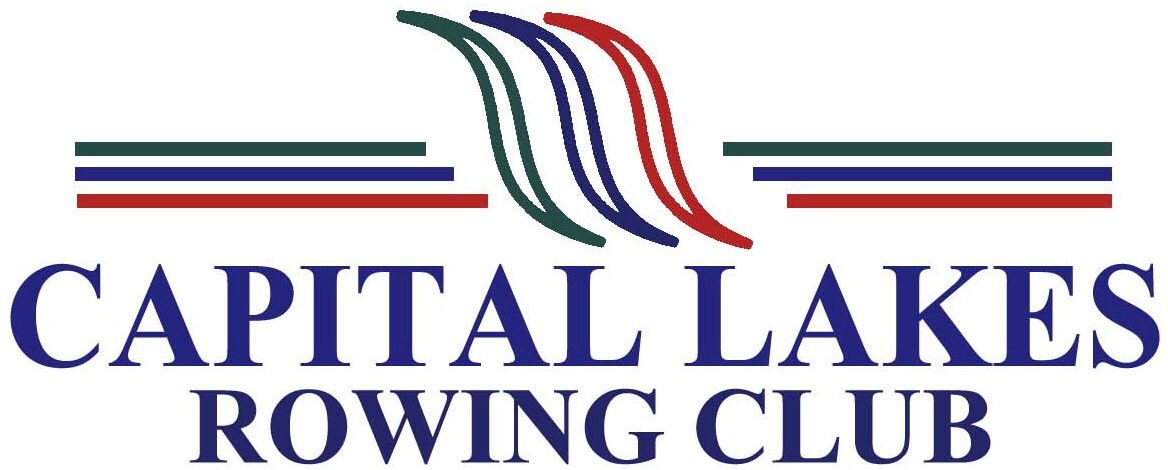 CAPITAL LAKES
ROWING CLUB